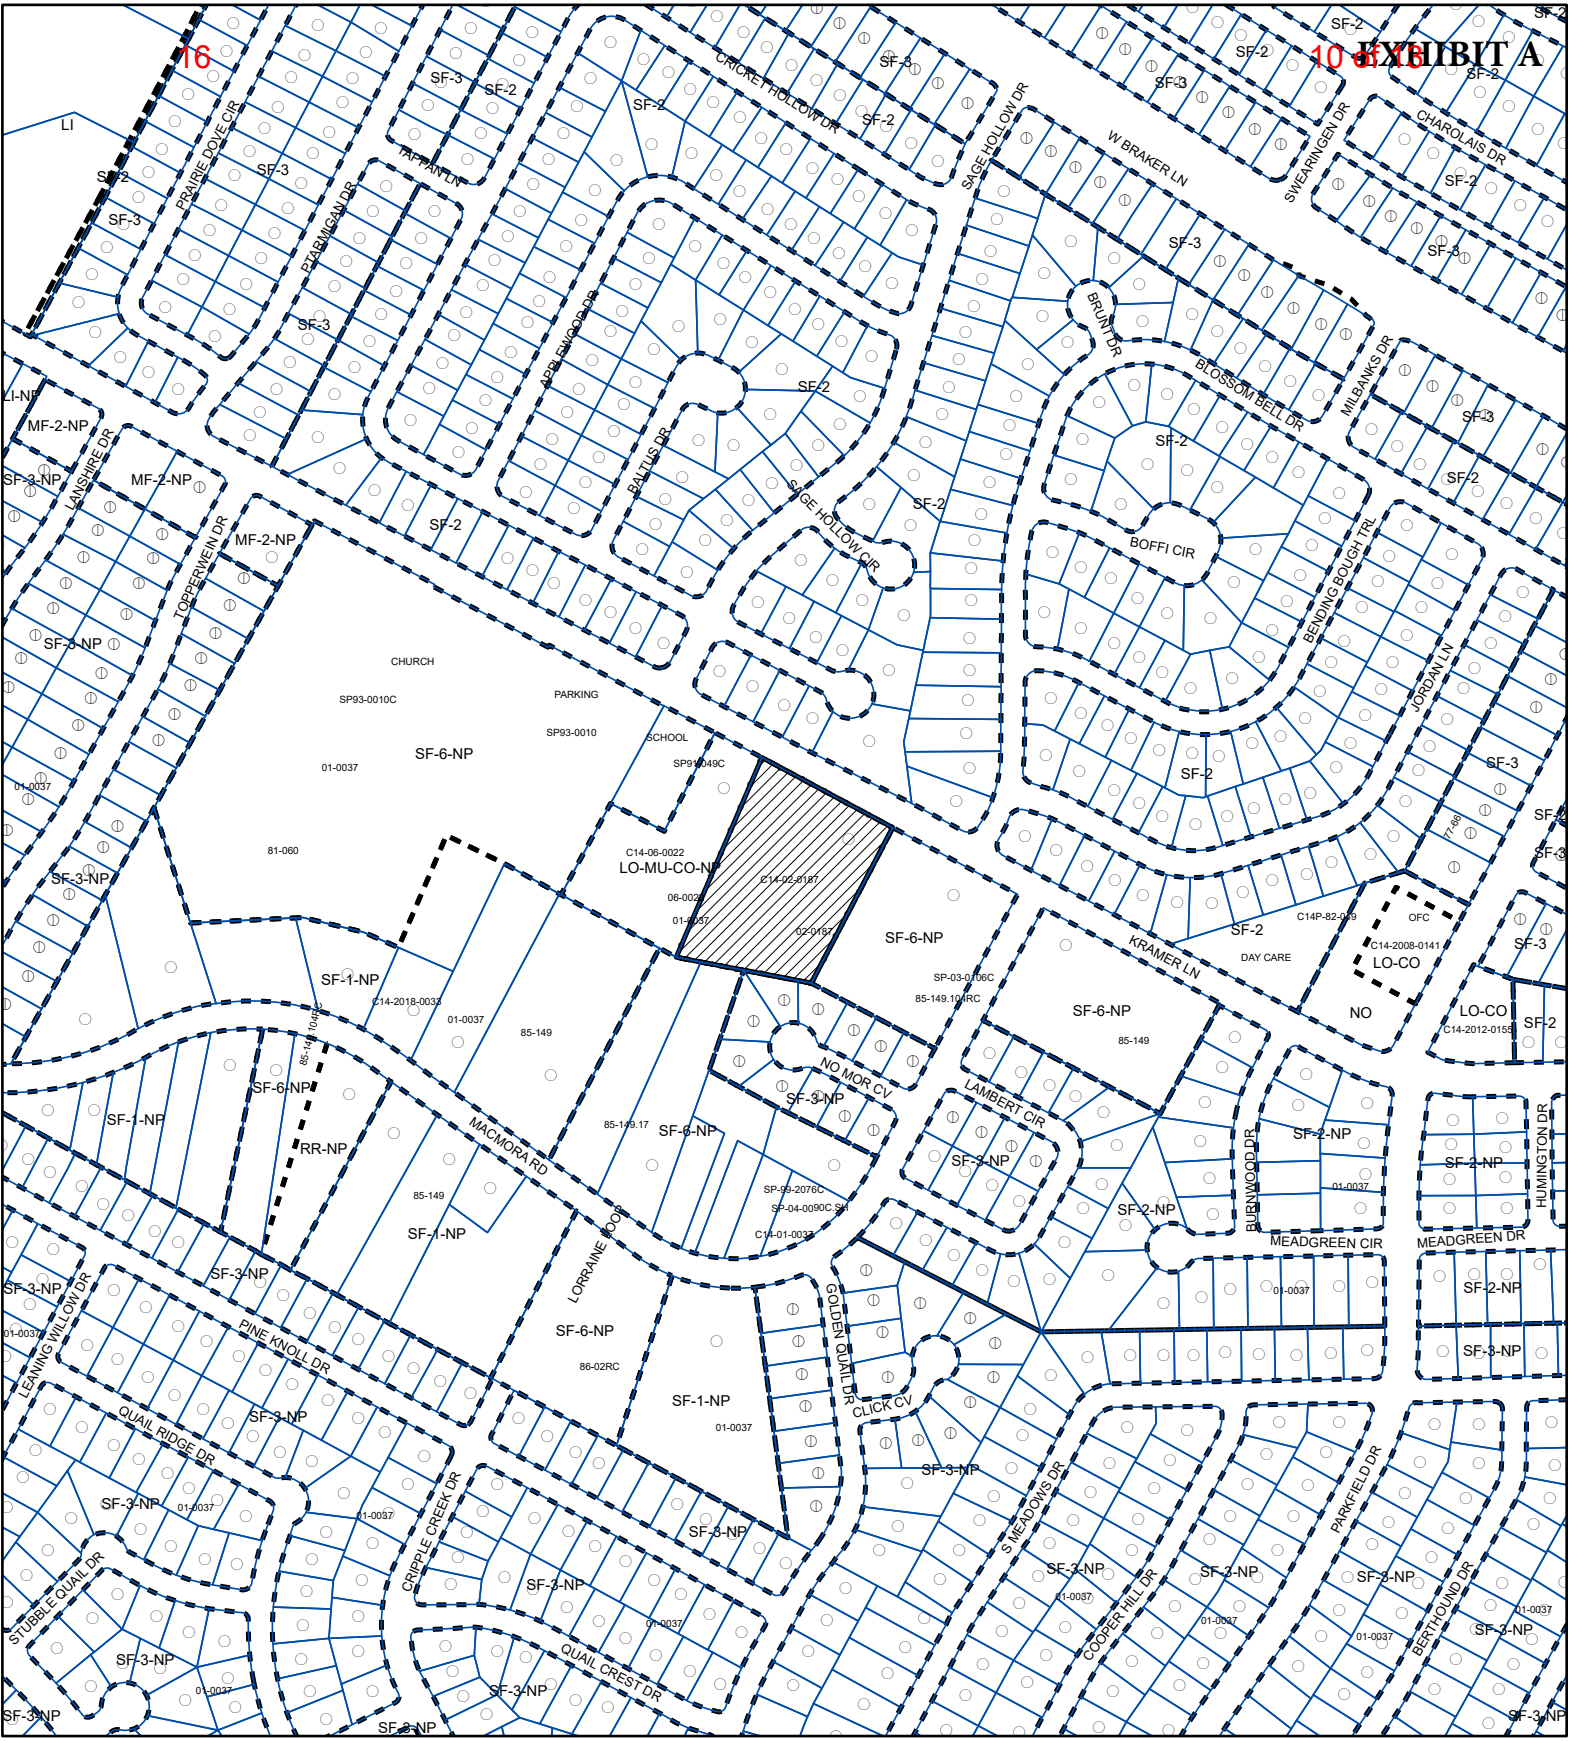 16
10 of 18
EXHIBIT A
SF-2
SF-2
SF-2
SF-3
SF-3
SF-2
SF-2
CRICKET HOLLOW DR
SF-3
SF-2
LI
PRAIRIE DOVE CIR
SF-3
TAPPAN LN
SAGE HOLLOW DR
W BRAKER LN
SWEARINGEN DR
CHAROLAIS DR
SF-2
SF-2
SF-2
SF-3
PTARMIGAN DR
SF-3
SF-3
SF-3
APPLEWOOD DR
BRUNT DR
BLOSSOM BELL DR
MILBANKS DR
SF-2
LI-NP
MF-2-NP
LANSHIRE DR
SF-3-NP
MF-2-NP
BALTUS DR
SAGE HOLLOW CIR
SF-2
SF-2
SF-3
SF-2
SF-2
TOPPERWEIN DR
MF-2-NP
BOFFI CIR
BENDING BOUGH TRL
SF-3-NP
JORDAN LN
CHURCH
SP93-0010C
PARKING
SP93-0010
SCHOOL
SF-6-NP
01-0037
SP91-049C
SF-2
SF-3
01-0037
77-66
SF-2
SF-3
81-060
C14-06-0022
LO-MU-CO-NP
C14-02-0187
SF-3-NP
01-0037
02-0187
SF-6-NP
C14P-82-049
OFC
SF-2
C14-2008-0141
LO-CO
SF-3
KRAMER LN
DAY CARE
SP-03-0106C
85-149.104RC
SF-1-NP
C14-2018-0033
01-0037
85-149
SF-6-NP
85-149
NO
LO-CO
C14-2012-0155
SF-2
SF-6-NP
NO MOR CV
SF-3-NP
LAMBERT CIR
SF-1-NP
MACMORA RD
85-149.17
SF-6-NP
BURNWOOD DR
SF-2-NP
HUMINGTON DR
RR-NP
SF-3-NP
SF-2-NP
85-149
SP-99-2076C
SP-04-0090C.SH
C14-01-0037
01-0037
SF-2-NP
SF-1-NP
LORRAINE LOOP
MEADGREEN CIR
MEADGREEN DR
SF-3-NP
SF-3-NP
LEANING WILLOW DR
GOLDEN QUAIL DR
01-0037
SF-2-NP
01-0037
PINE KNOLL DR
SF-6-NP
86-02RC
SF-3-NP
SF-1-NP
01-0037
CLICK CV
QUAIL RIDGE DR
SF-3-NP
SF-3-NP
SF-3-NP
01-0037
01-0037
CRIPPLE CREEK DR
SF-3-NP
S MEADOWS DR
PARKFIELD DR
STUBBLE QUAIL DR
SF-3-NP
SF-3-NP
01-0037
SF-3-NP
SF-3-NP
COOPER HILL DR
01-0037
BERTHOUND DR
01-0037
SF-3-NP
01-0037
01-0037
SF-3-NP
QUAIL CREST DR
01-0037
SF-3-NP
SF-3-NP
SF-3-NP
SF-3-NP